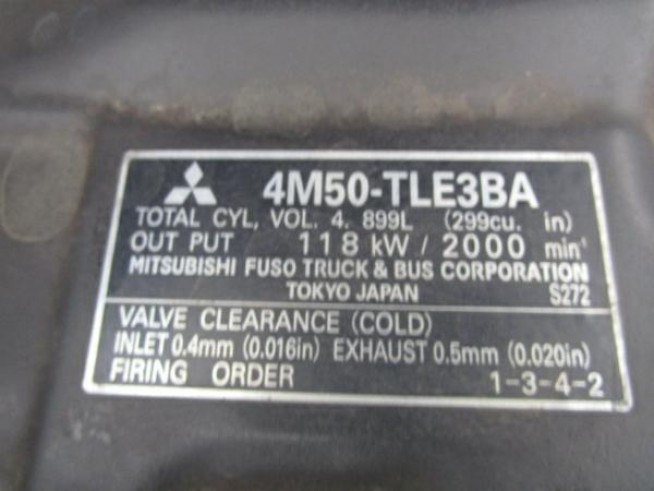 4M50-TLE3BA
TOTAL CYL, VOL. 4. 899L (299cu. in)
OUT PUT 118 kW / 2000 min⁻¹
MITSUBISHI FUSO TRUCK & BUS CORPORATION
TOKYO JAPAN S272
VALVE CLEARANCE (COLD)
INLET 0.4mm (0.016in) EXHAUST 0.5mm (0.020in)
FIRING ORDER 1-3-4-2